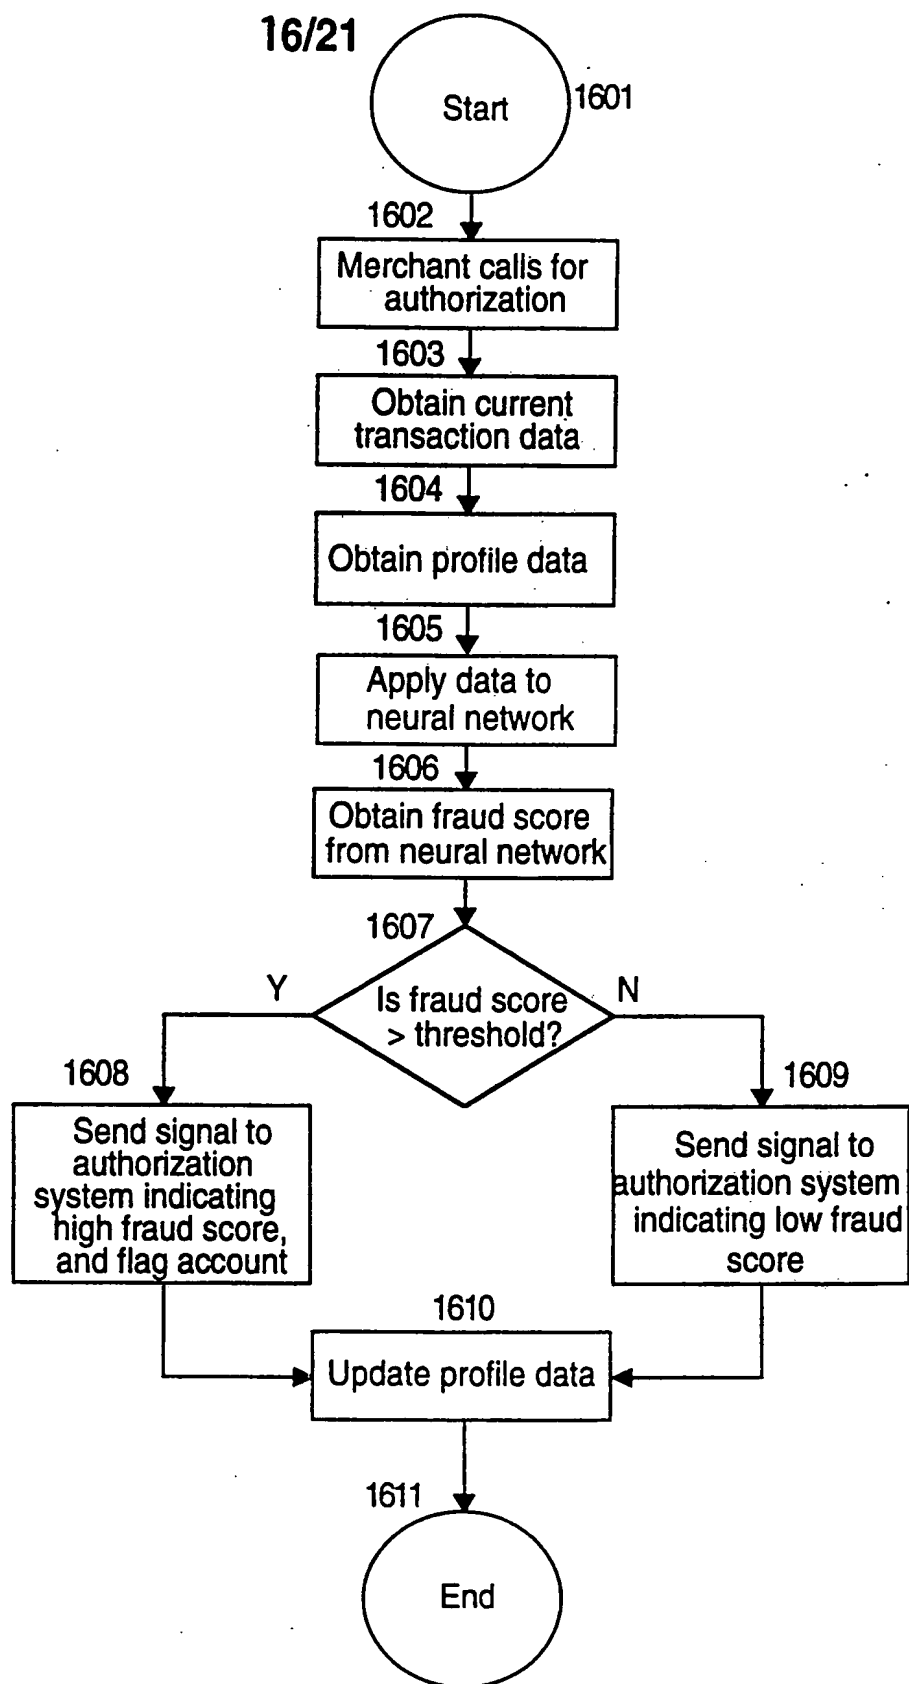 16/21
Start
1601
1602
Merchant calls for
authorization
1603
Obtain current
transaction data
1604
Obtain profile data
1605
Apply data to
neural network
1606
Obtain fraud score
from neural network
1607
Y
Is fraud score
> threshold?
N
1608
Send signal to
authorization
system indicating
high fraud score,
and flag account
1609
Send signal to
authorization system
indicating low fraud
score
1610
Update profile data
1611
End